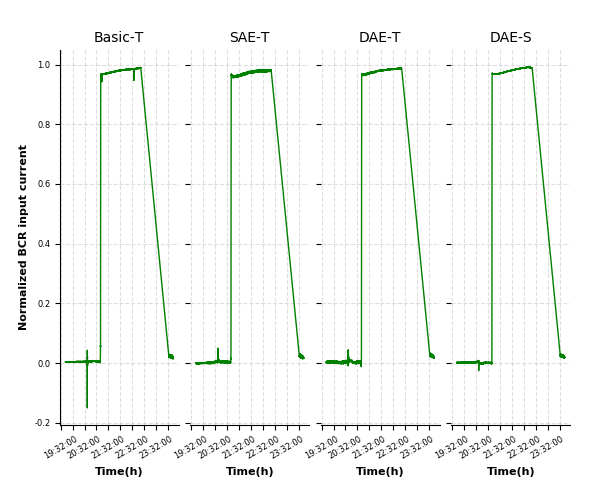 Basic-T SAE-T DAE-T DAE-S
Normalized BCR input current
1.0
0.8
0.6
0.4
0.2
0.0
-0.2
19:32:00 20:32:00 21:32:00 22:32:00 23:32:00 19:32:00 20:32:00 21:32:00 22:32:00 23:32:00 19:32:00 20:32:00 21:32:00 22:32:00 23:32:00 19:32:00 20:32:00 21:32:00 22:32:00 23:32:00
Time(h) Time(h) Time(h) Time(h)